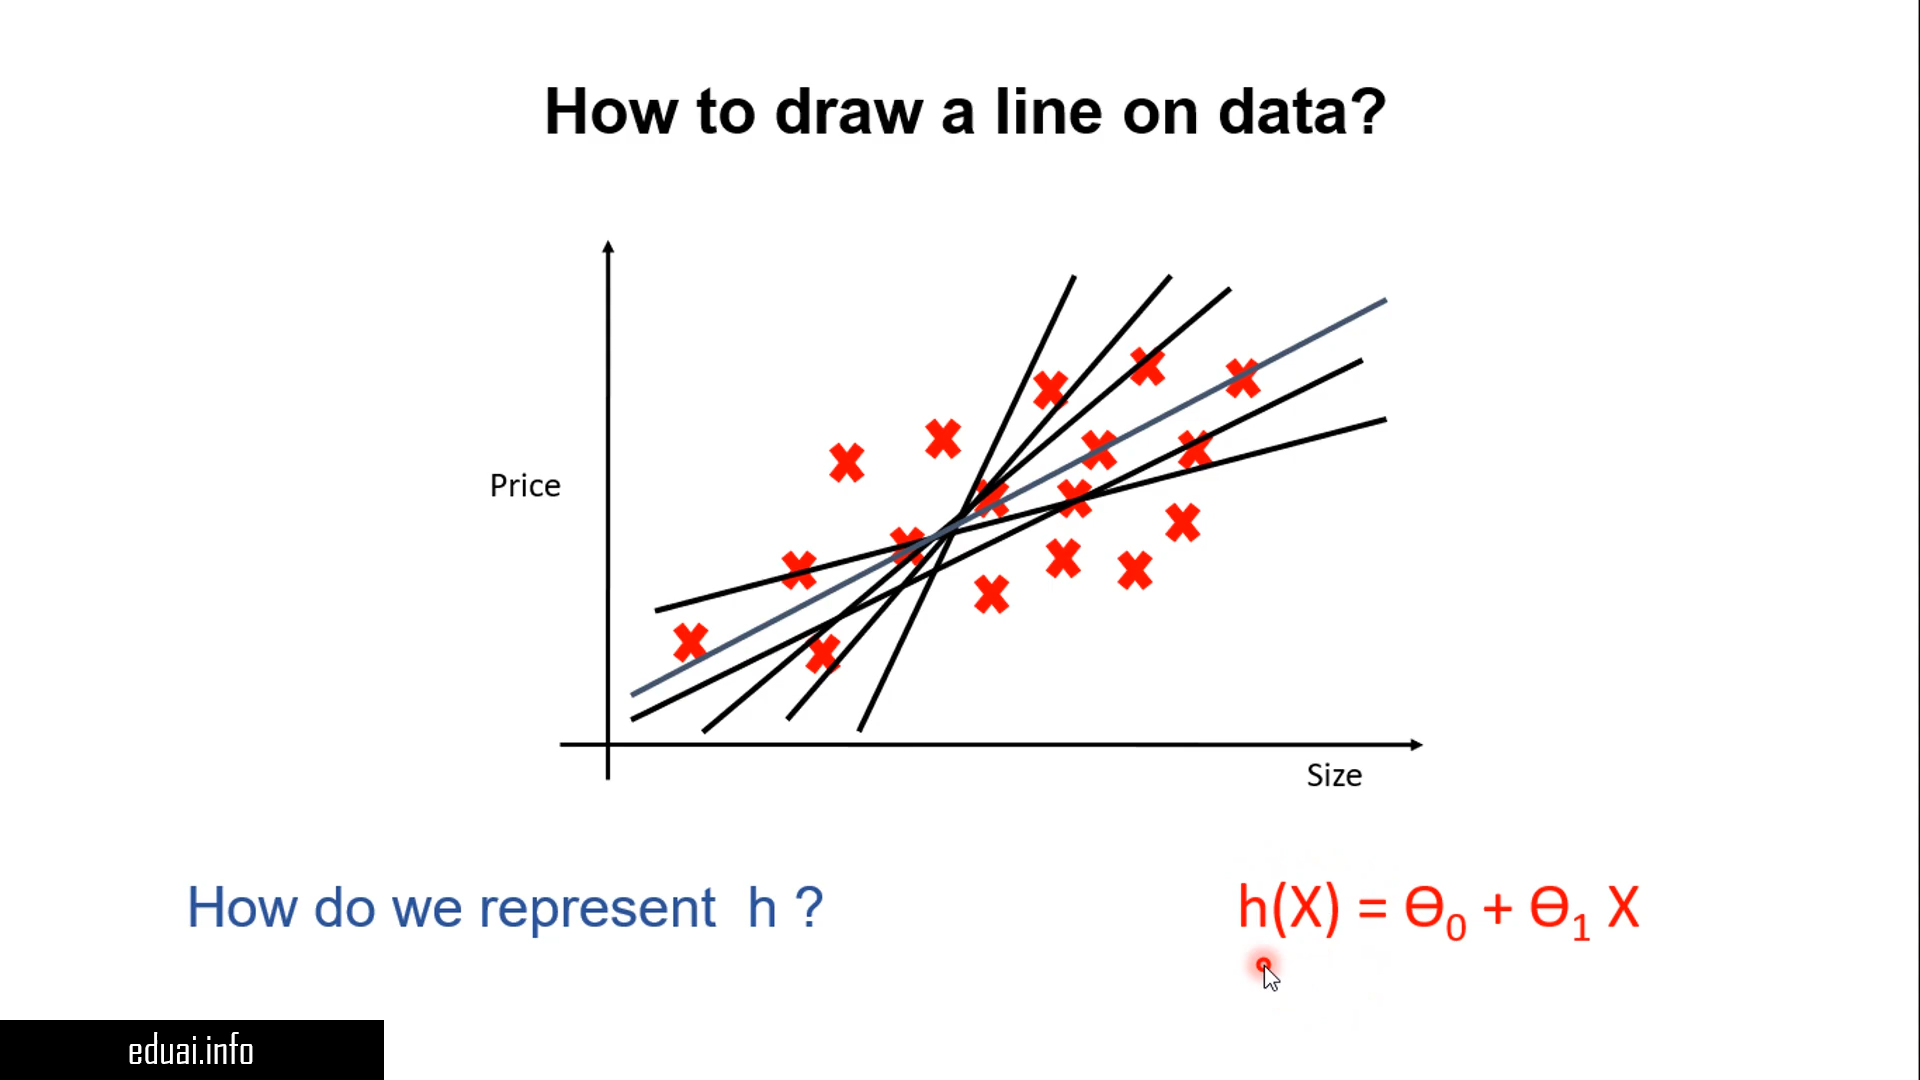 How to draw a line on data?
Price
Size
How do we represent h ?
h(X) = Θ₀ + Θ₁ X
eduai.info